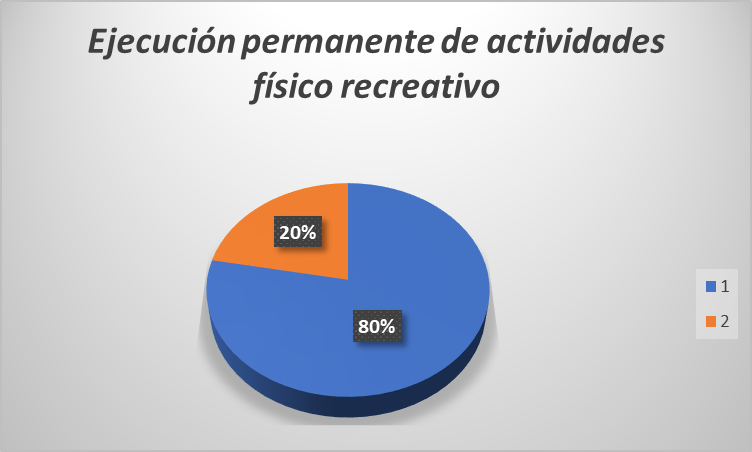 Ejecución permanente de actividades
físico recreativo
20%
80%
1
2